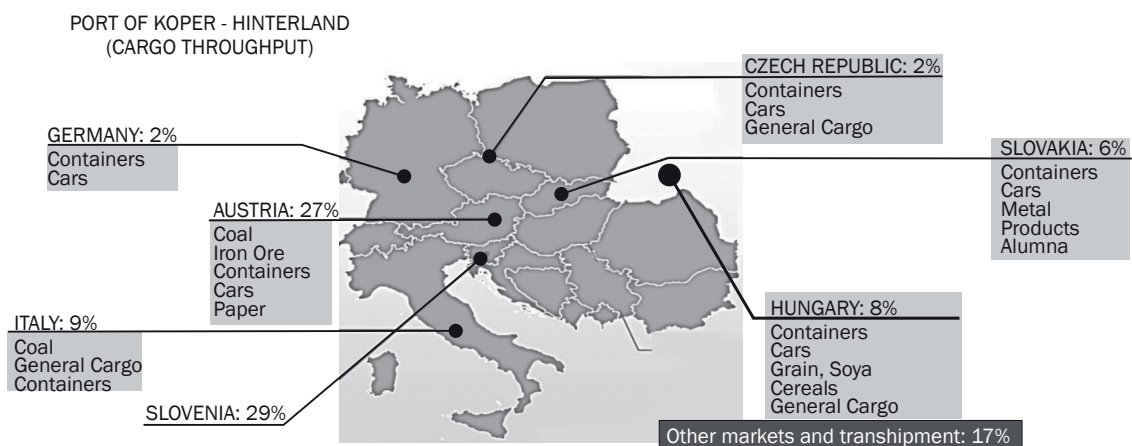 PORT OF KOPER - HINTERLAND
(CARGO THROUGHPUT)
CZECH REPUBLIC: 2%
Containers
Cars
General Cargo
GERMANY: 2%
Containers
Cars
SLOVAKIA: 6%
Containers
Cars
Metal
Products
Alumna
AUSTRIA: 27%
Coal
Iron Ore
Containers
Cars
Paper
HUNGARY: 8%
Containers
Cars
Grain, Soya
Cereals
General Cargo
ITALY: 9%
Coal
General Cargo
Containers
SLOVENIA: 29%
Other markets and transhipment: 17%